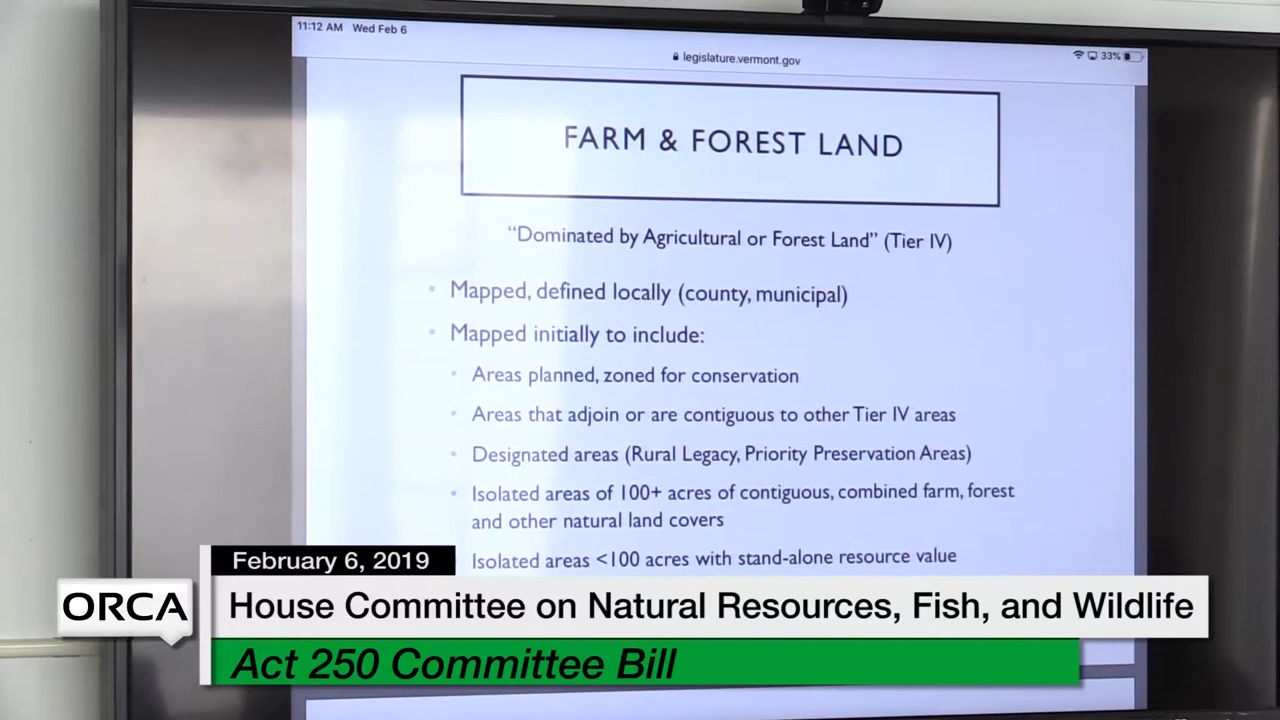 11:12 AM Wed Feb 6
legislature.vermont.gov
33%
FARM & FOREST LAND
“Dominated by Agricultural or Forest Land” (Tier IV)
• Mapped, defined locally (county, municipal)
• Mapped initially to include:
• Areas planned, zoned for conservation
• Areas that adjoin or are contiguous to other Tier IV areas
• Designated areas (Rural Legacy, Priority Preservation Areas)
• Isolated areas of 100+ acres of contiguous, combined farm, forest
and other natural land covers
Isolated areas <100 acres with stand-alone resource value
February 6, 2019
ORCA
House Committee on Natural Resources, Fish, and Wildlife
Act 250 Committee Bill